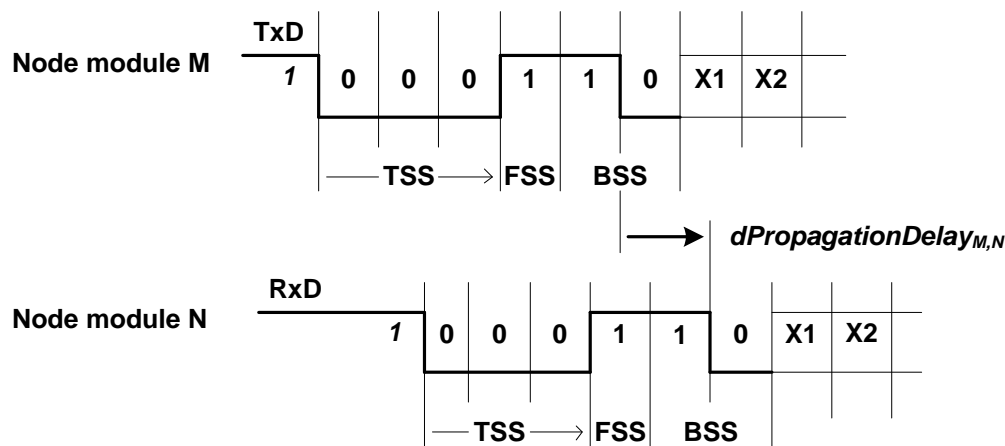 TxD
Node module M
1 0 0 0 1 1 0 X1 X2
TSS FSS BSS
dPropagationDelayM,N
RxD
Node module N
1 0 0 0 1 1 0 X1 X2
TSS FSS BSS